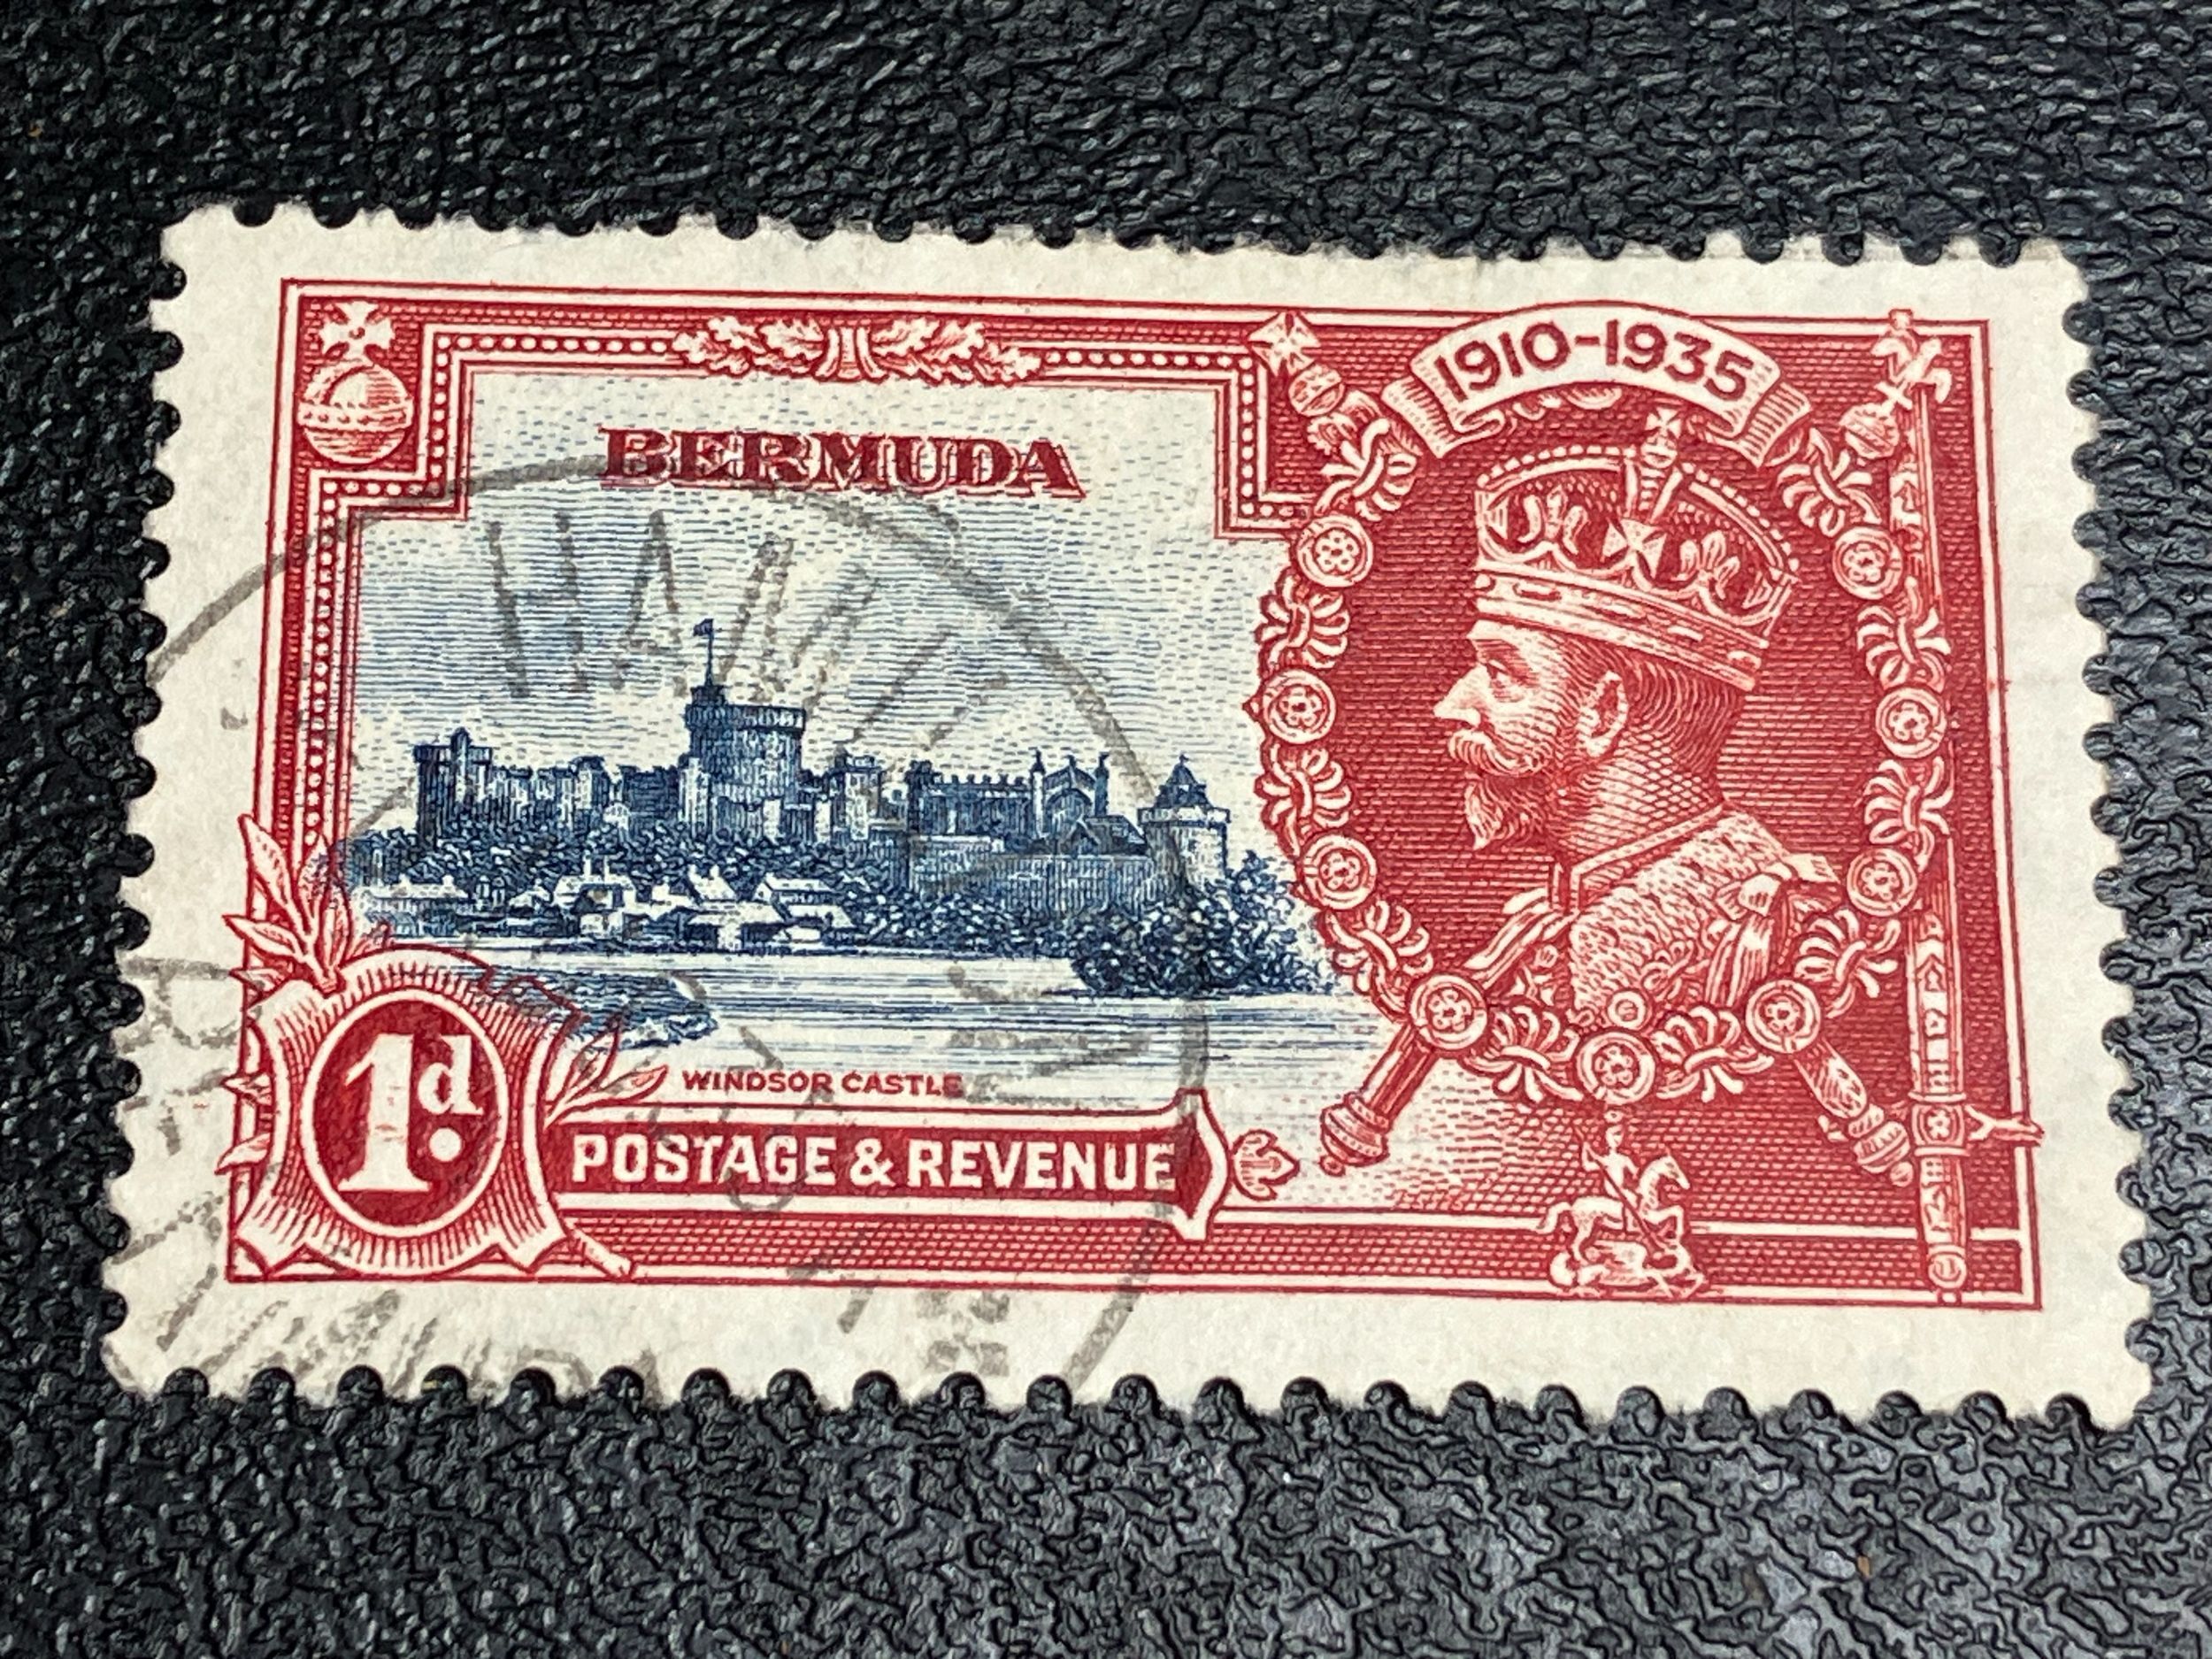 1910-1935
BERMUDA
WINDSOR CASTLE
1d.
POSTAGE & REVENUE